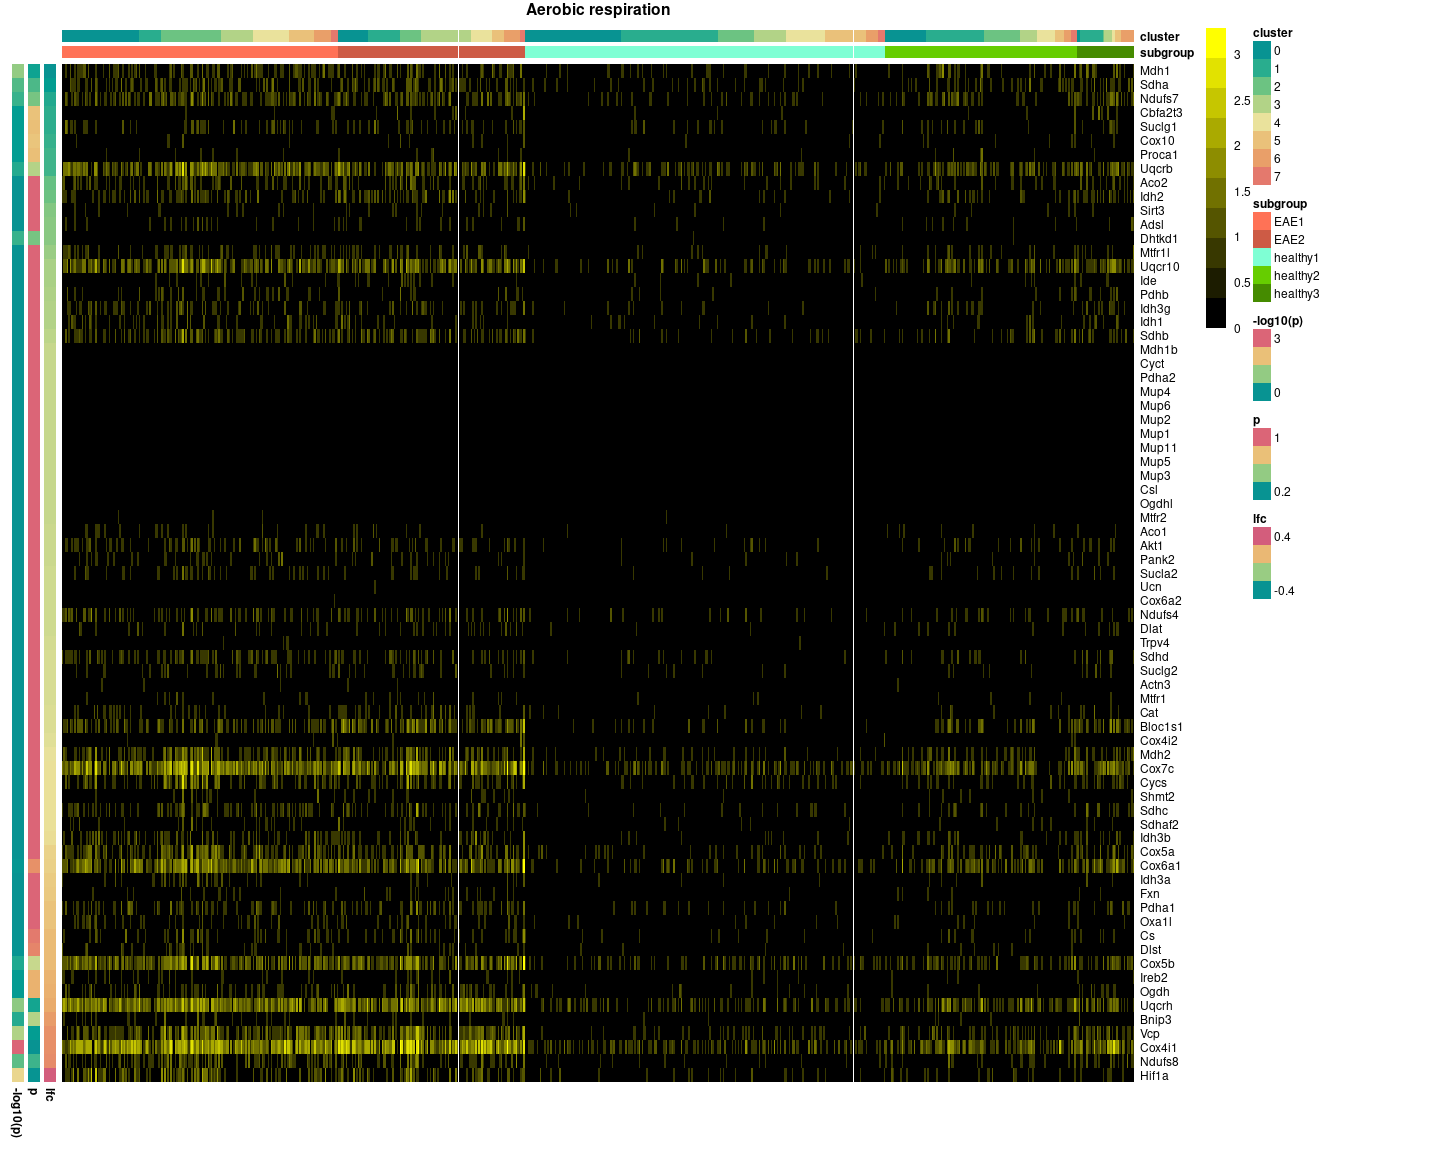 Aerobic respiration
cluster
subgroup
Mdh1
Sdha
Ndufs7
Cbfa2t3
Suclg1
Cox10
Proca1
Uqcrb
Aco2
Idh2
Sirt3
Adsl
Dhtkd1
Mtfr1l
Uqcr10
Ide
Pdhb
Idh3g
Idh1
Sdhb
Mdh1b
Cyct
Pdha2
Mup4
Mup6
Mup2
Mup1
Mup11
Mup5
Mup3
Csl
Ogdhl
Mtfr2
Aco1
Akt1
Pank2
Sucla2
Ucn
Cox6a2
Ndufs4
Dlat
Trpv4
Sdhd
Suclg2
Actn3
Mtfr1
Cat
Bloc1s1
Cox4i2
Mdh2
Cox7c
Cycs
Shmt2
Sdhc
Sdhaf2
Idh3b
Cox5a
Cox6a1
Idh3a
Fxn
Pdha1
Oxa1l
Cs
Dlst
Cox5b
Ireb2
Ogdh
Uqcrh
Bnip3
Vcp
Cox4i1
Ndufs8
Hif1a
-log10(p)
p
lfc
3
2.5
2
1.5
1
0.5
0
cluster
0
1
2
3
4
5
6
7
subgroup
EAE1
EAE2
healthy1
healthy2
healthy3
-log10(p)
3
0
p
1
0.2
lfc
0.4
-0.4